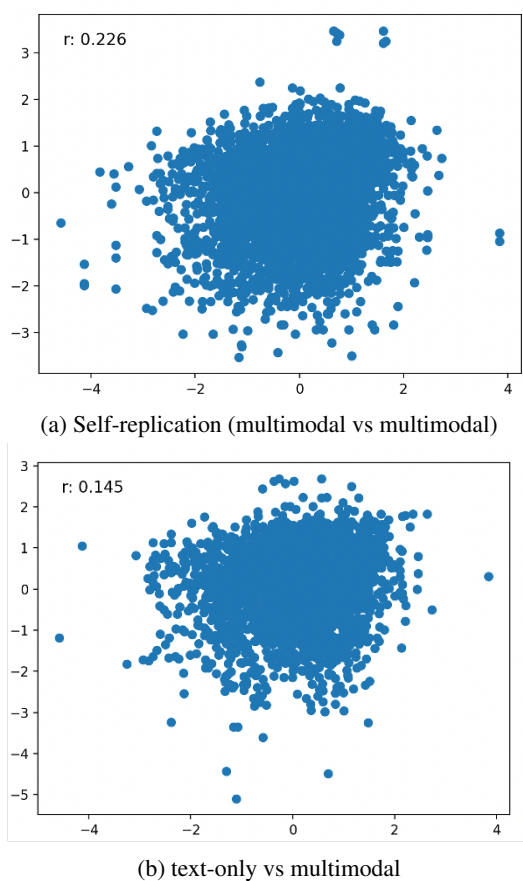 r: 0.226
3
2
1
0
−1
−2
−3
−4 −2 0 2 4
(a) Self-replication (multimodal vs multimodal)
r: 0.145
3
2
1
0
−1
−2
−3
−4
−5
−4 −2 0 2 4
(b) text-only vs multimodal